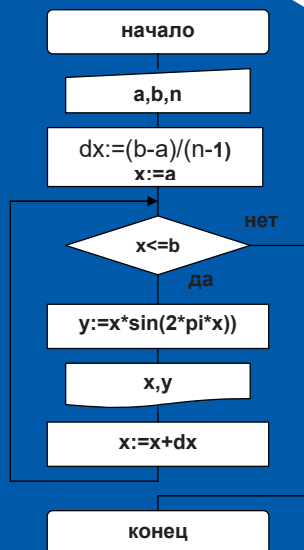 начало
a,b,n
dx:=(b-a)/(n-1)
x:=a
нет
x<=b
да
y:=x*sin(2*pi*x))
x,y
x:=x+dx
конец